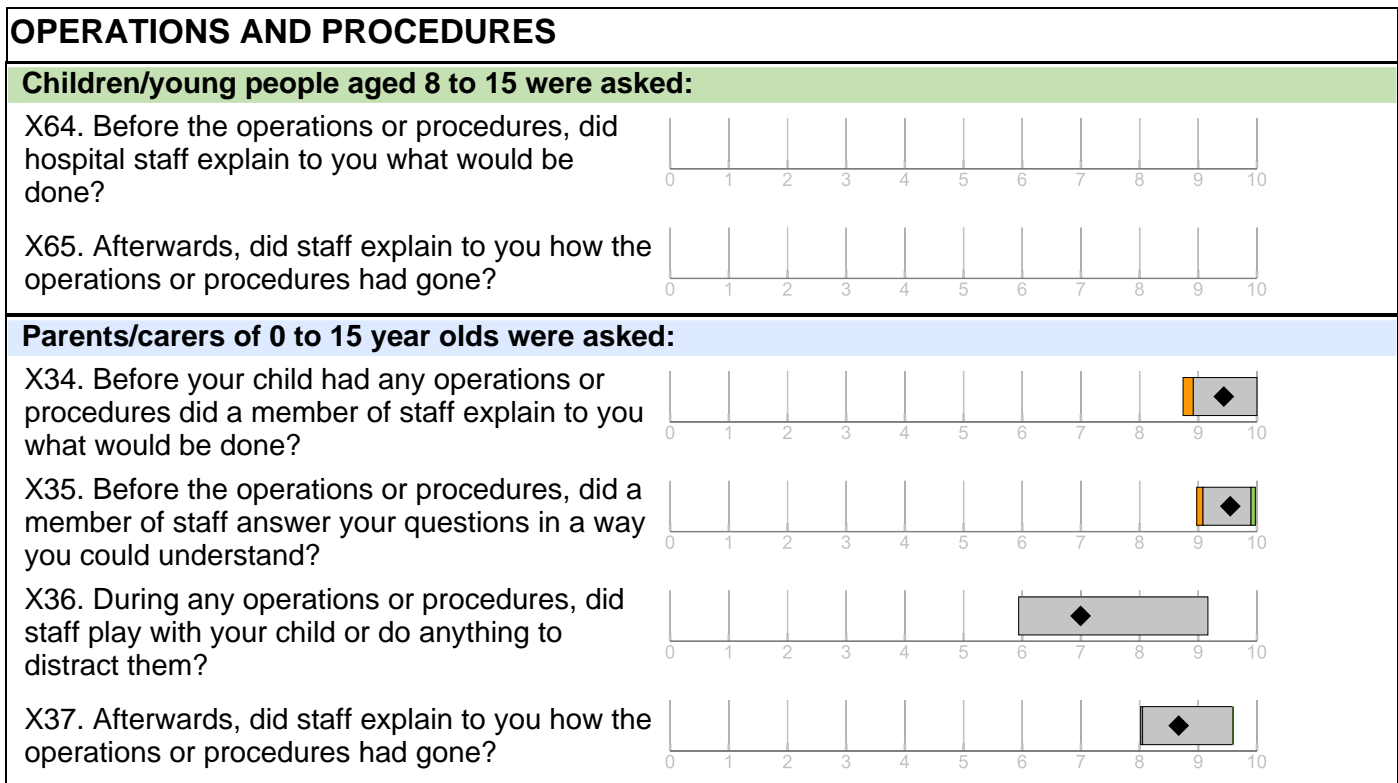 OPERATIONS AND PROCEDURES
Children/young people aged 8 to 15 were asked:
X64. Before the operations or procedures, did
hospital staff explain to you what would be
done?
0 1 2 3 4 5 6 7 8 9 10
X65. Afterwards, did staff explain to you how the
operations or procedures had gone?
0 1 2 3 4 5 6 7 8 9 10
Parents/carers of 0 to 15 year olds were asked:
X34. Before your child had any operations or
procedures did a member of staff explain to you
what would be done?
0 1 2 3 4 5 6 7 8 9 10
X35. Before the operations or procedures, did a
member of staff answer your questions in a way
you could understand?
0 1 2 3 4 5 6 7 8 9 10
X36. During any operations or procedures, did
staff play with your child or do anything to
distract them?
0 1 2 3 4 5 6 7 8 9 10
X37. Afterwards, did staff explain to you how the
operations or procedures had gone?
0 1 2 3 4 5 6 7 8 9 10